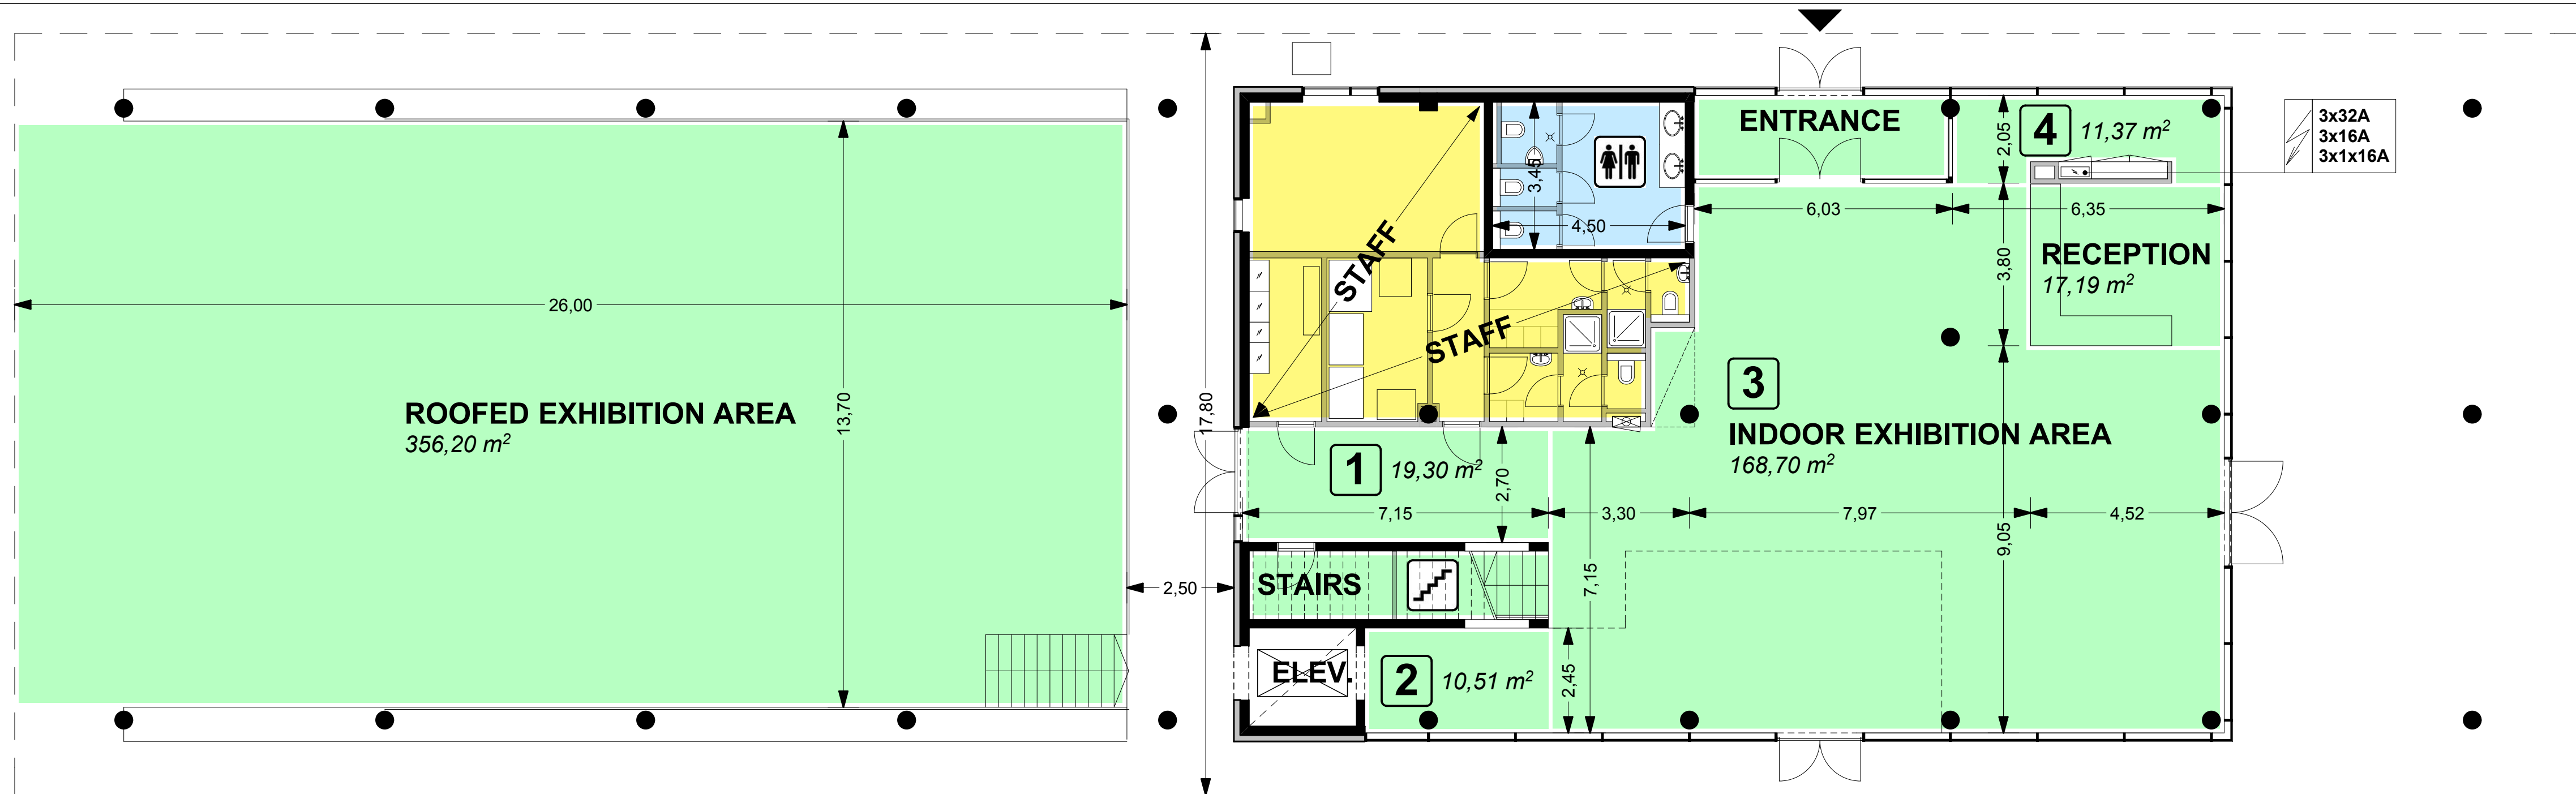 ENTRANCE
4
11,37 m²
2,05
3x32A
3x16A
3x1x16A
3,45
4,50
6,03
6,35
STAFF
RECEPTION
17,19 m²
3,80
26,00
STAFF
13,70
17,80
ROOFED EXHIBITION AREA
356,20 m²
3
INDOOR EXHIBITION AREA
168,70 m²
1
19,30 m²
2,70
7,15
3,30
7,97
4,52
9,05
2,50
STAIRS
7,15
ELEV.
2
10,51 m²
2,45